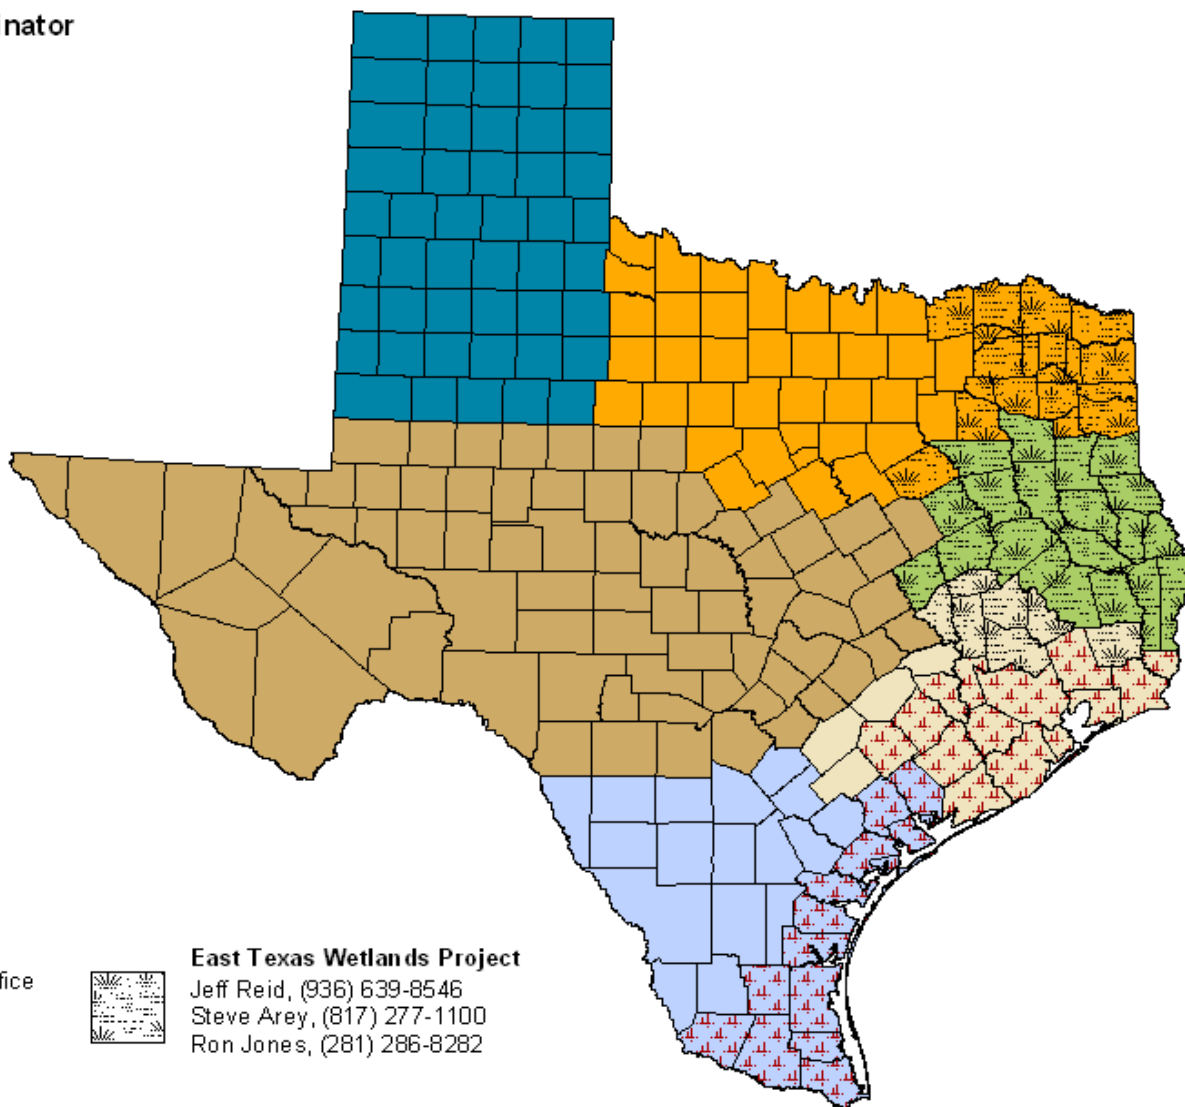 inator
fice
East Texas Wetlands Project
Jeff Reid, (936) 639-8546
Steve Arey, (817) 277-1100
Ron Jones, (281) 286-8282